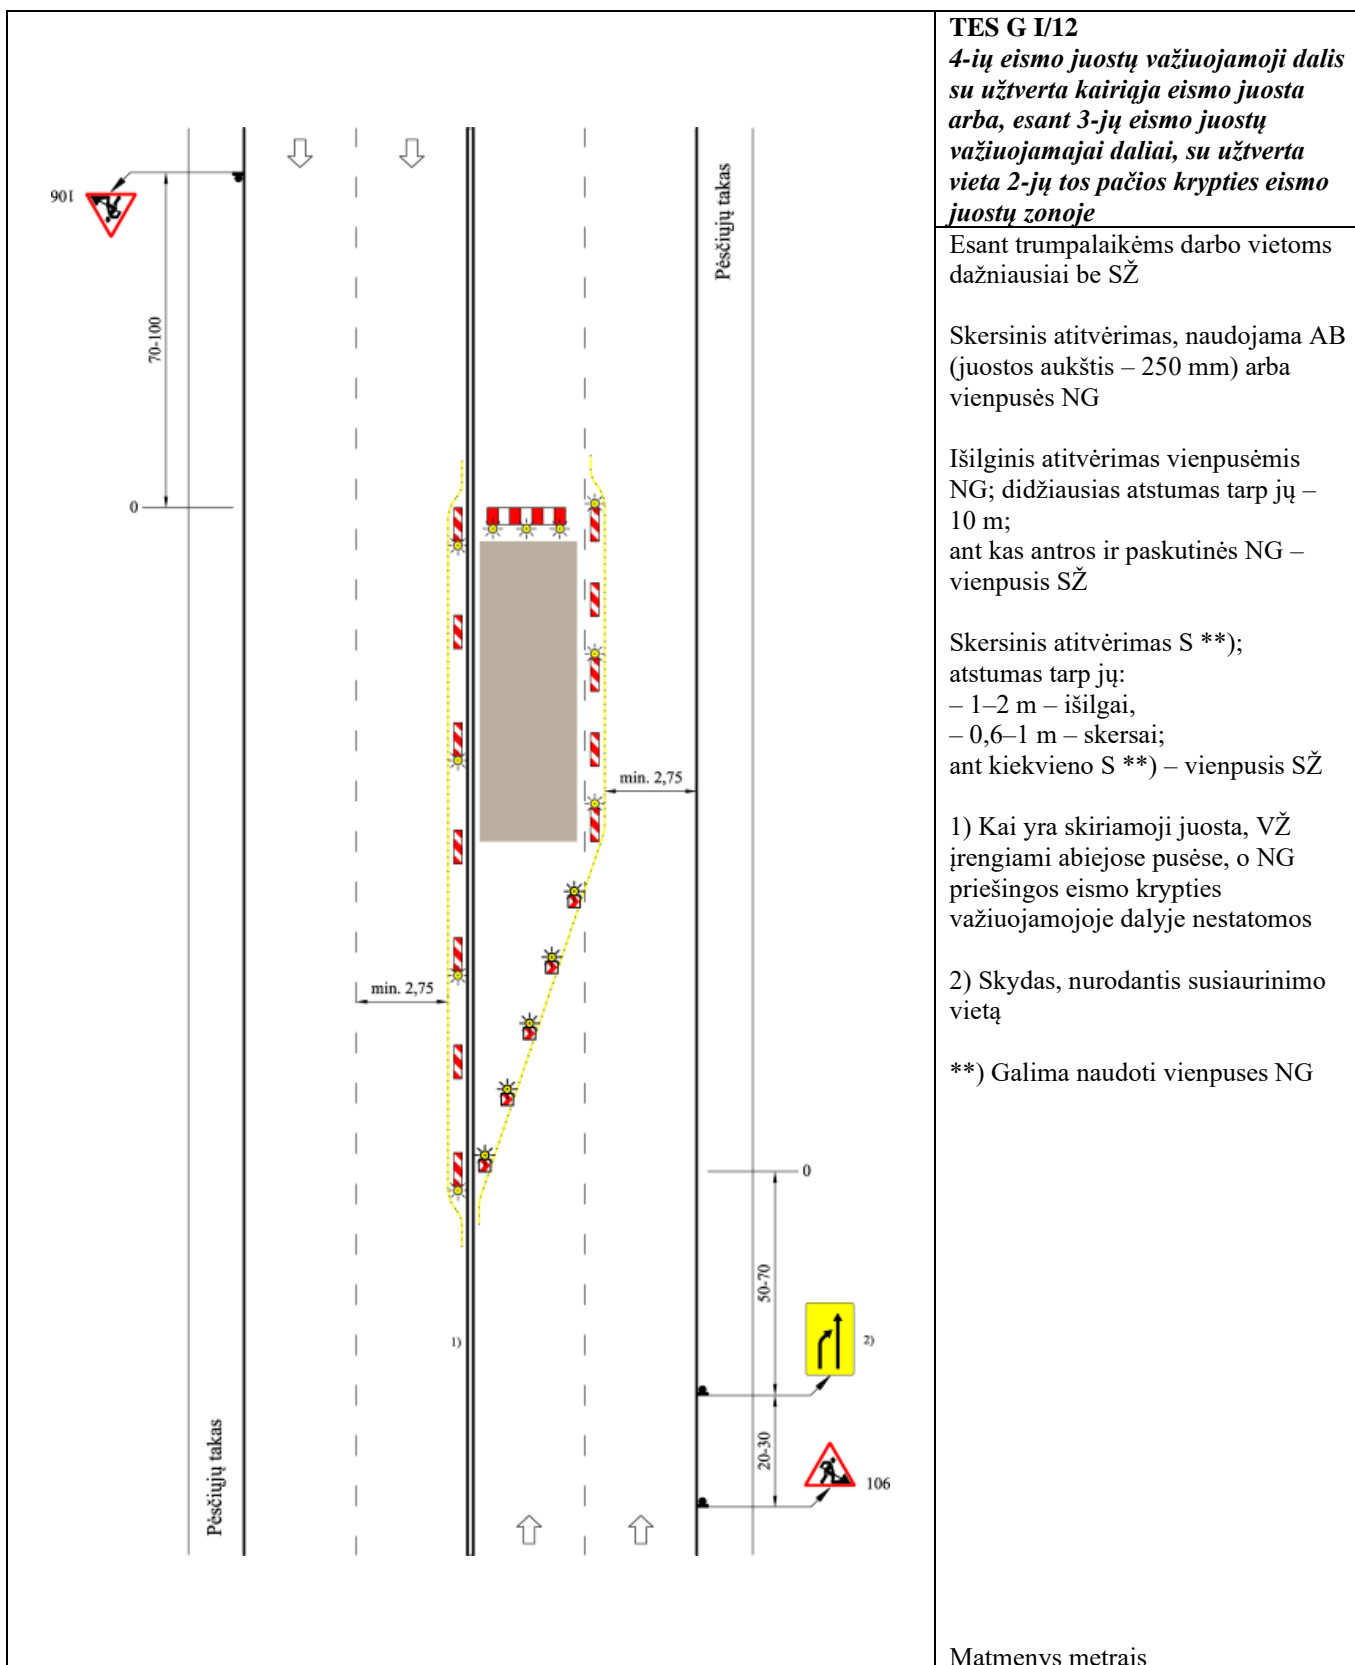 TES G I/12
4-ių eismo juostų važiuojamoji dalis
su užtverta kairiąja eismo juosta
arba, esant 3-jų eismo juostų
važiuojamajai daliai, su užtverta
vieta 2-jų tos pačios krypties eismo
juostų zonoje
Esant trumpalaikėms darbo vietoms
dažniausiai be SŽ
Skersinis atitvėrimas, naudojama AB
(juostos aukštis – 250 mm) arba
vienpusės NG
Išilginis atitvėrimas vienpusėmis
NG; didžiausias atstumas tarp jų –
10 m;
ant kas antros ir paskutinės NG –
vienpusis SŽ
Skersinis atitvėrimas S **);
atstumas tarp jų:
– 1–2 m – išilgai,
– 0,6–1 m – skersai;
ant kiekvieno S **) – vienpusis SŽ
1) Kai yra skiriamoji juosta, VŽ
įrengiami abiejose pusėse, o NG
priešingos eismo krypties
važiuojamojoje dalyje nestatomos
2) Skydas, nurodantis susiaurinimo
vietą
**) Galima naudoti vienpuses NG
Matmenys metrais
106
70-100
0
Pėsčiųjų takas
min. 2,75
min. 2,75
0
50-70
1)
2)
20-30
106
Pėsčiųjų takas